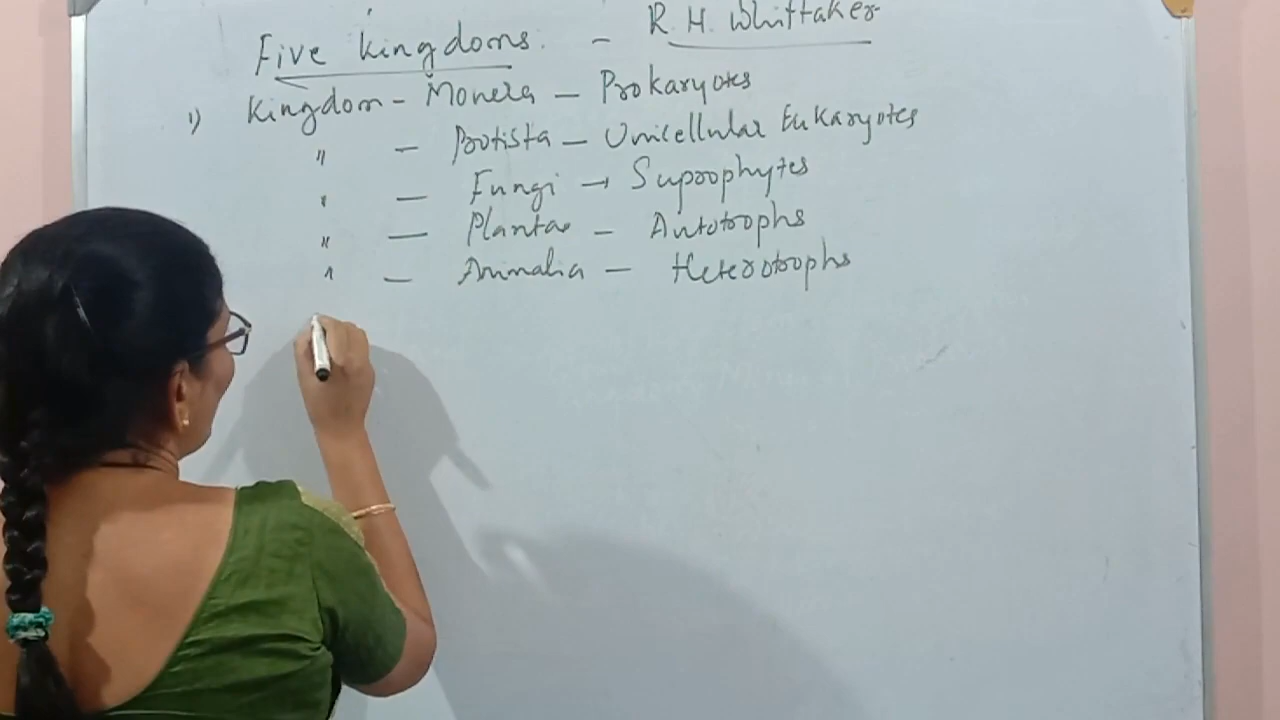 Five kingdoms. - R. H. Whittaker
1) Kingdom - Monera - Prokaryotes
" - Protista - Unicellular Eukaryotes
" - Fungi → Saprophytes
" - Plantae - Autotrophs
" - Animalia - Heterotrophs